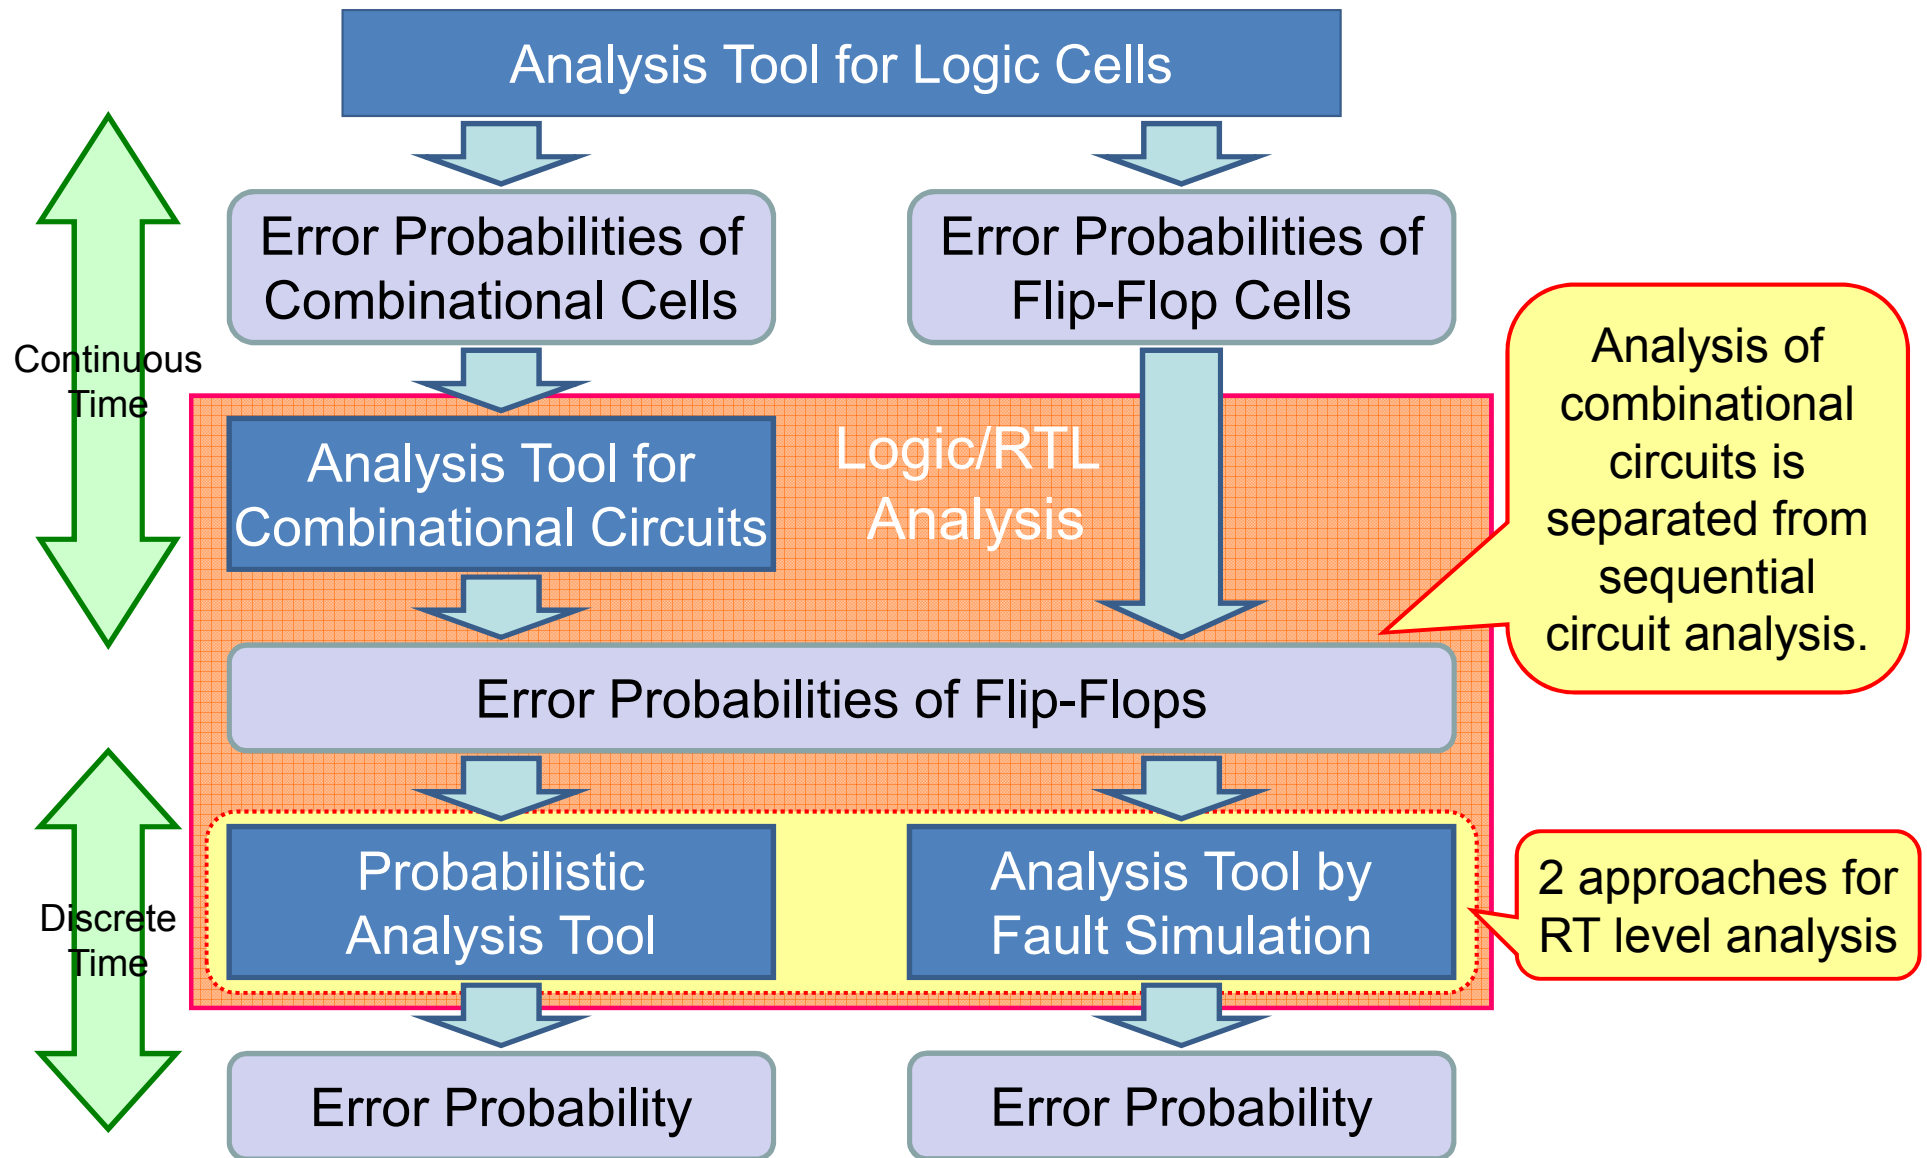 Analysis Tool for Logic Cells
Error Probabilities of
Combinational Cells
Error Probabilities of
Flip-Flop Cells
Continuous
Time
Analysis Tool for
Combinational Circuits
Logic/RTL
Analysis
Analysis of
combinational
circuits is
separated from
sequential
circuit analysis.
Error Probabilities of Flip-Flops
Discrete
Time
Probabilistic
Analysis Tool
Analysis Tool by
Fault Simulation
2 approaches for
RT level analysis
Error Probability
Error Probability